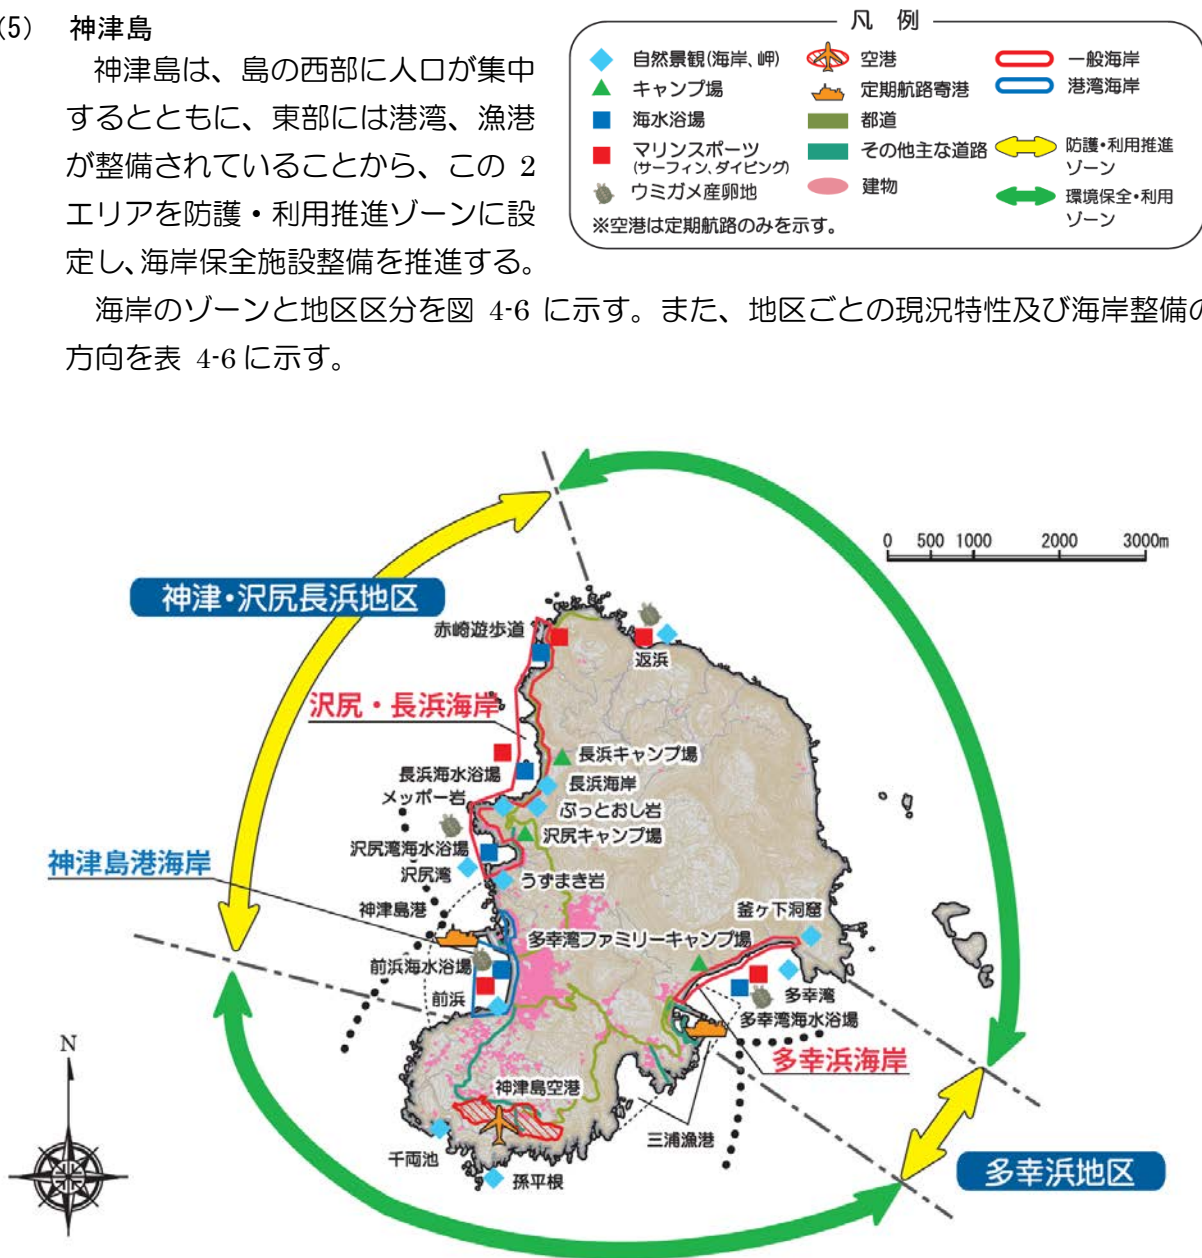 (5) 神津島
神津島は、島の西部に人口が集中
するとともに、東部には港湾、漁港
が整備されていることから、この 2
エリアを防護・利用推進ゾーンに設
定し、海岸保全施設整備を推進する。
海岸のゾーンと地区区分を図 4-6 に示す。また、地区ごとの現況特性及び海岸整備の
方向を表 4-6 に示す。
凡 例
自然景観(海岸、岬)
キャンプ場
海水浴場
マリンスポーツ
(サーフィン、ダイビング)
ウミガメ産卵地
※空港は定期航路のみを示す。
空港
定期航路寄港
都道
その他主な道路
建物
一般海岸
港湾海岸
防護・利用推進
ゾーン
環境保全・利用
ゾーン
0 500 1000 2000 3000m
神津・沢尻長浜地区
赤崎遊歩道
返浜
沢尻・長浜海岸
長浜キャンプ場
長浜海水浴場
長浜海岸
メッポー岩
ぶっとおし岩
沢尻キャンプ場
沢尻湾海水浴場
神津島港海岸
沢尻湾
うずまき岩
神津島港
釜ヶ下洞窟
多幸湾ファミリーキャンプ場
前浜海水浴場
前浜
多幸湾
多幸湾海水浴場
N
多幸浜海岸
神津島空港
三浦漁港
千両池
孫平根
多幸浜地区